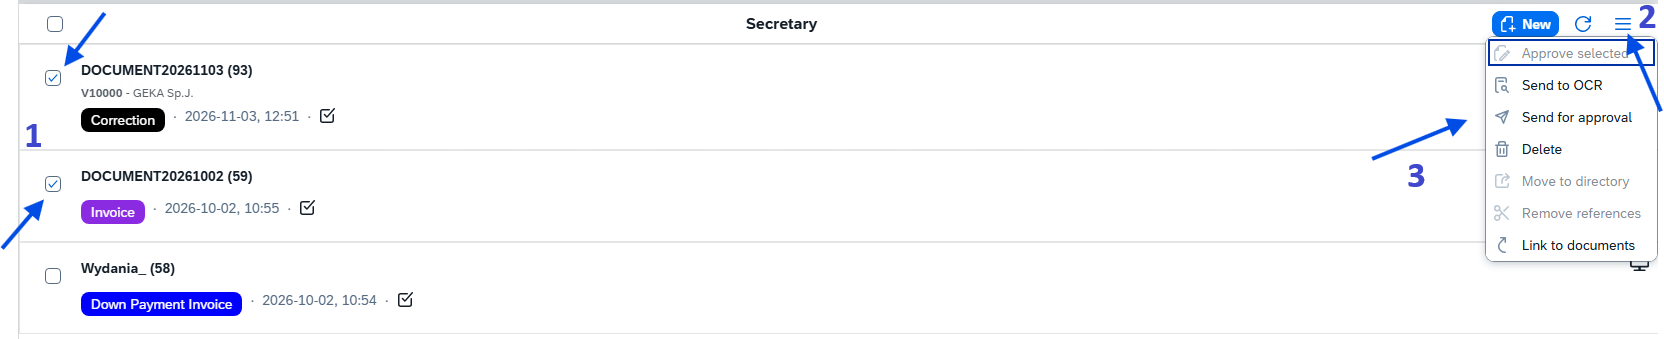 Secretary
New
2
DOCUMENT20261103 (93)
V10000 - GEKA Sp.J.
Correction · 2026-11-03, 12:51 ·
1
DOCUMENT20261002 (59)
Invoice · 2026-10-02, 10:55 ·
Wydania_ (58)
Down Payment Invoice · 2026-10-02, 10:54 ·
Approve selected
Send to OCR
Send for approval
Delete
Move to directory
Remove references
Link to documents
3